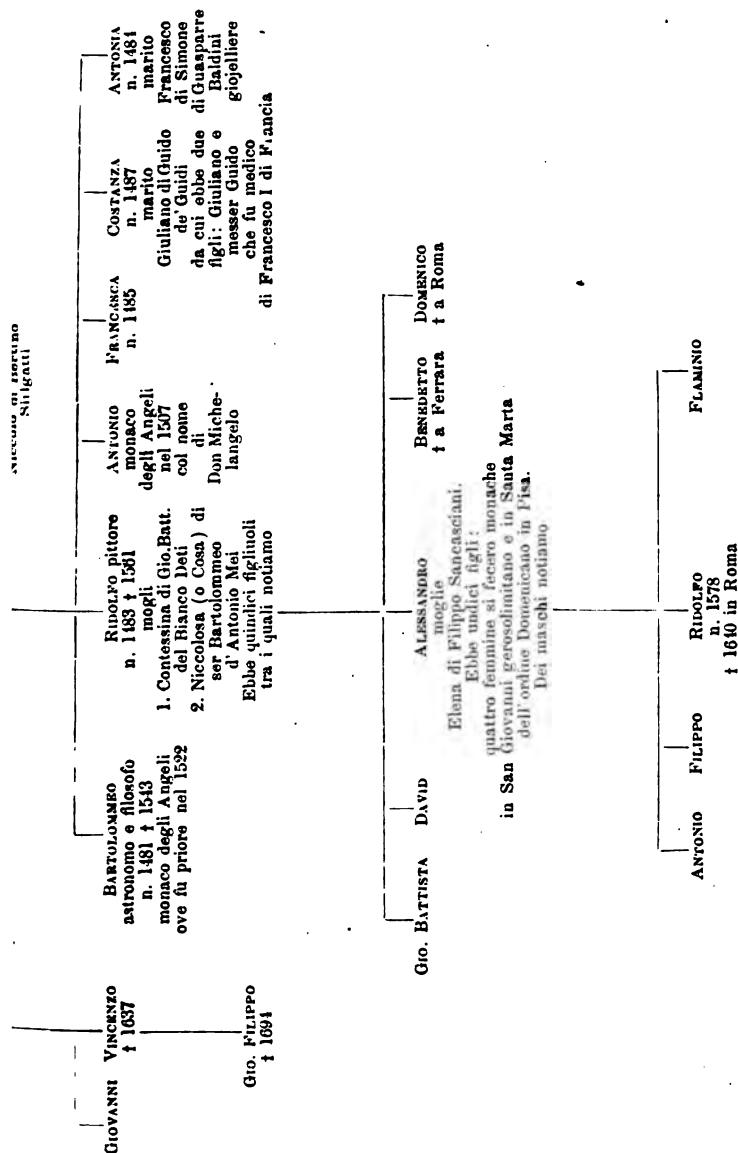 Sirigatti
GIOVANNI
VINCENZO
† 1637
GIO. FILIPPO
† 1694
BARTOLOMMEO
astronomo e filosofo
n. 1481 † 1543
monaco degli Angeli
ove fu priore nel 1522
RIDOLFO pittore
n. 1483 † 1561
mogli
1. Contessina di Gio. Batt.
del Bianco Deti
2. Niccolosa (o Cosa) di
ser Bartolommeo
d'Antonio Mei
Ebbe quindici figliuoli
tra i quali notiamo
ANTONIO
monaco
degli Angeli
nel 1507
col nome
di
Don Miche-
langelo
FRANCESCA
n. 1485
COSTANZA
n. 1487
marito
Giuliano di Guido
de' Guidi
da cui ebbe due
figli: Giuliano e
messer Guido
che fu medico
di Francesco I di Francia
ANTONIA
n. 1484
marito
Francesco
di Simone
di Guasparre
Baldini
giojelliere
GIO. BATTISTA
DAVID
ALESSANDRO
moglie
Elena di Filippo Sancasciani.
Ebbe undici figli:
quattro femmine si fecero monache
in San Giovanni gerosolimitano e in Santa Marta
dell'ordine Domenicano in Pisa.
Dei maschi notiamo
BENEDETTO
† a Ferrara
DOMENICO
† a Roma
ANTONIO
FILIPPO
RIDOLFO
n. 1578
† 1640 in Roma
FLAMINIO